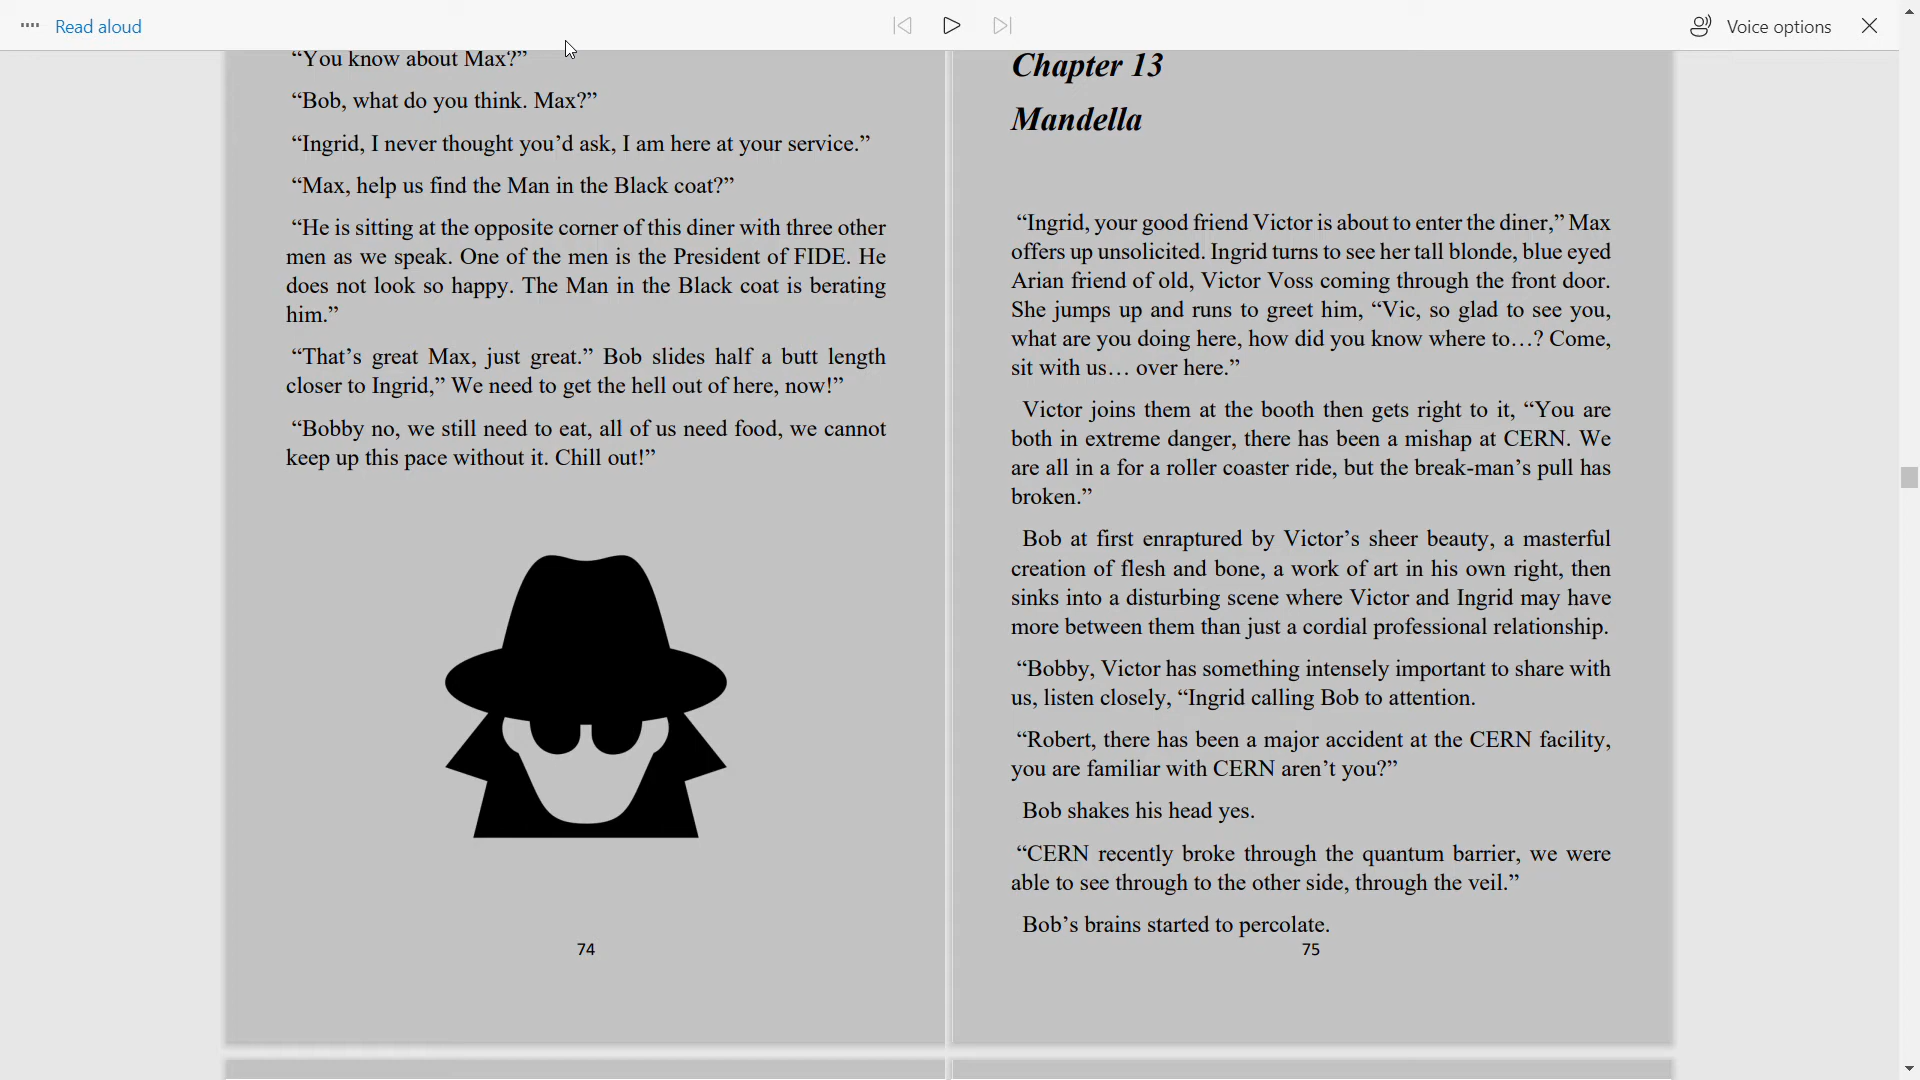 Read aloud
Voice options
“You know about Max?”
“Bob, what do you think. Max?”
“Ingrid, I never thought you’d ask, I am here at your service.”
“Max, help us find the Man in the Black coat?”
“He is sitting at the opposite corner of this diner with three other
men as we speak. One of the men is the President of FIDE. He
does not look so happy. The Man in the Black coat is berating
him.”
“That’s great Max, just great.” Bob slides half a butt length
closer to Ingrid,” We need to get the hell out of here, now!”
“Bobby no, we still need to eat, all of us need food, we cannot
keep up this pace without it. Chill out!”
74
Chapter 13
Mandella
“Ingrid, your good friend Victor is about to enter the diner,” Max
offers up unsolicited. Ingrid turns to see her tall blonde, blue eyed
Arian friend of old, Victor Voss coming through the front door.
She jumps up and runs to greet him, “Vic, so glad to see you,
what are you doing here, how did you know where to…? Come,
sit with us… over here.”
Victor joins them at the booth then gets right to it, “You are
both in extreme danger, there has been a mishap at CERN. We
are all in a for a roller coaster ride, but the break-man’s pull has
broken.”
Bob at first enraptured by Victor’s sheer beauty, a masterful
creation of flesh and bone, a work of art in his own right, then
sinks into a disturbing scene where Victor and Ingrid may have
more between them than just a cordial professional relationship.
“Bobby, Victor has something intensely important to share with
us, listen closely, “Ingrid calling Bob to attention.
“Robert, there has been a major accident at the CERN facility,
you are familiar with CERN aren’t you?”
Bob shakes his head yes.
“CERN recently broke through the quantum barrier, we were
able to see through to the other side, through the veil.”
Bob’s brains started to percolate.
75